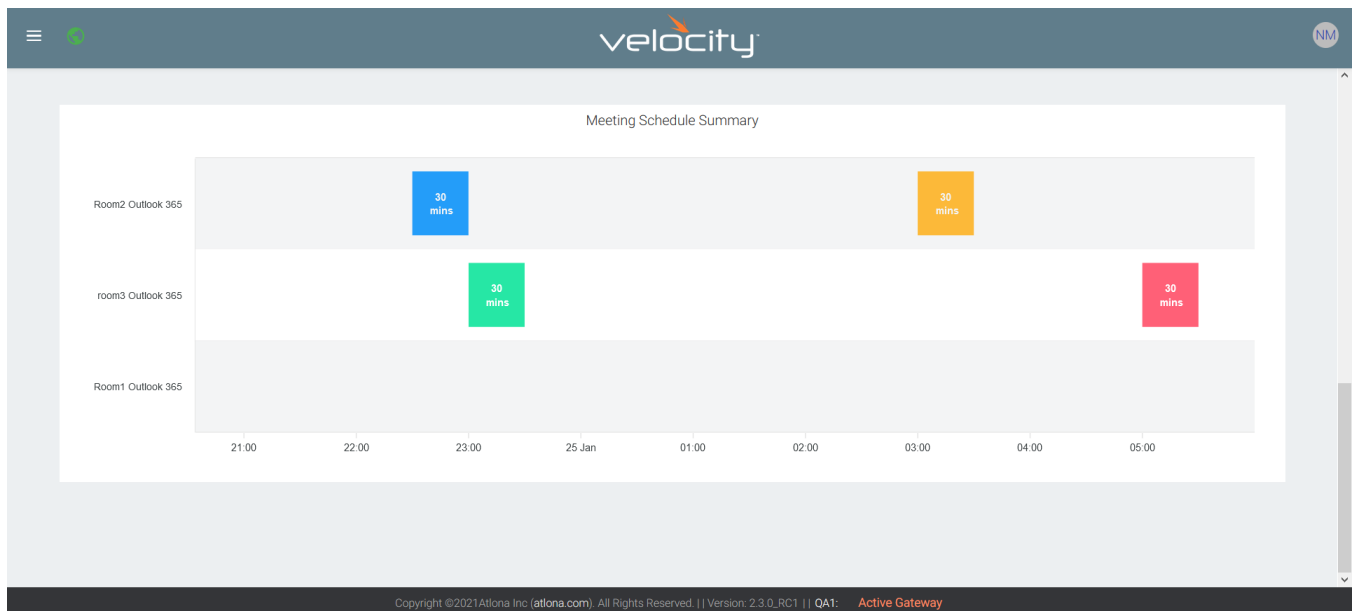 velocity
NM
Meeting Schedule Summary
Room2 Outlook 365
30
mins
30
mins
room3 Outlook 365
30
mins
30
mins
Room1 Outlook 365
21:00 22:00 23:00 25 Jan 01:00 02:00 03:00 04:00 05:00
Copyright ©2021Atlona Inc (atlona.com). All Rights Reserved. || Version: 2.3.0_RC1 || QA1: Active Gateway